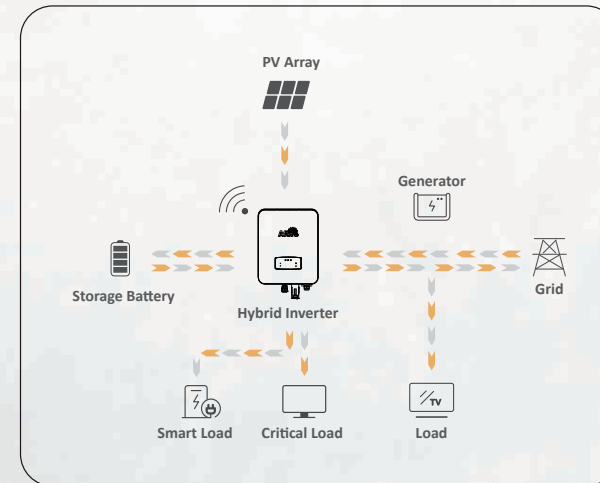 PV Array
Generator
Storage Battery
Grid
Hybrid Inverter
TV
Smart Load
Critical Load
Load